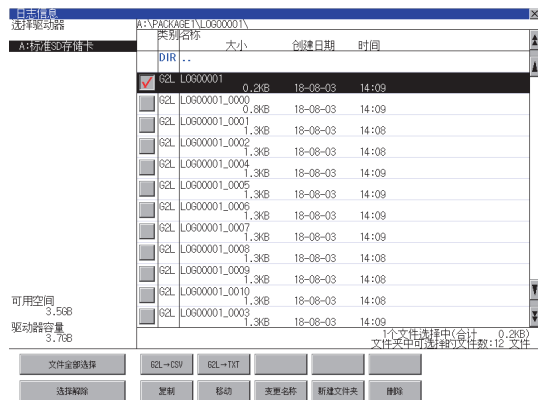 日志信息
选择驱动器
A:\PACKAGE1\LOG00001\
A:标准SD存储卡
类别 名称
大小 创建日期 时间
DIR ..
G2L LOG00001
0.2KB 18-08-03 14:09
G2L LOG00001_0000
0.8KB 18-08-03 14:09
G2L LOG00001_0001
1.3KB 18-08-03 14:08
G2L LOG00001_0002
1.3KB 18-08-03 14:08
G2L LOG00001_0004
1.3KB 18-08-03 14:09
G2L LOG00001_0005
1.3KB 18-08-03 14:09
G2L LOG00001_0006
1.3KB 18-08-03 14:09
G2L LOG00001_0007
1.3KB 18-08-03 14:09
G2L LOG00001_0008
1.3KB 18-08-03 14:08
G2L LOG00001_0009
1.3KB 18-08-03 14:08
G2L LOG00001_0010
1.3KB 18-08-03 14:08
G2L LOG00001_0003
1.3KB 18-08-03 14:09
可用空间
3.5GB
驱动器容量
3.7GB
1个文件选择中(合计 0.2KB)
文件夹中可选择的文件数:12 文件
文件全部选择 G2L→CSV G2L→TXT
选择解除 复制 移动 变更名称 新建文件夹 删除